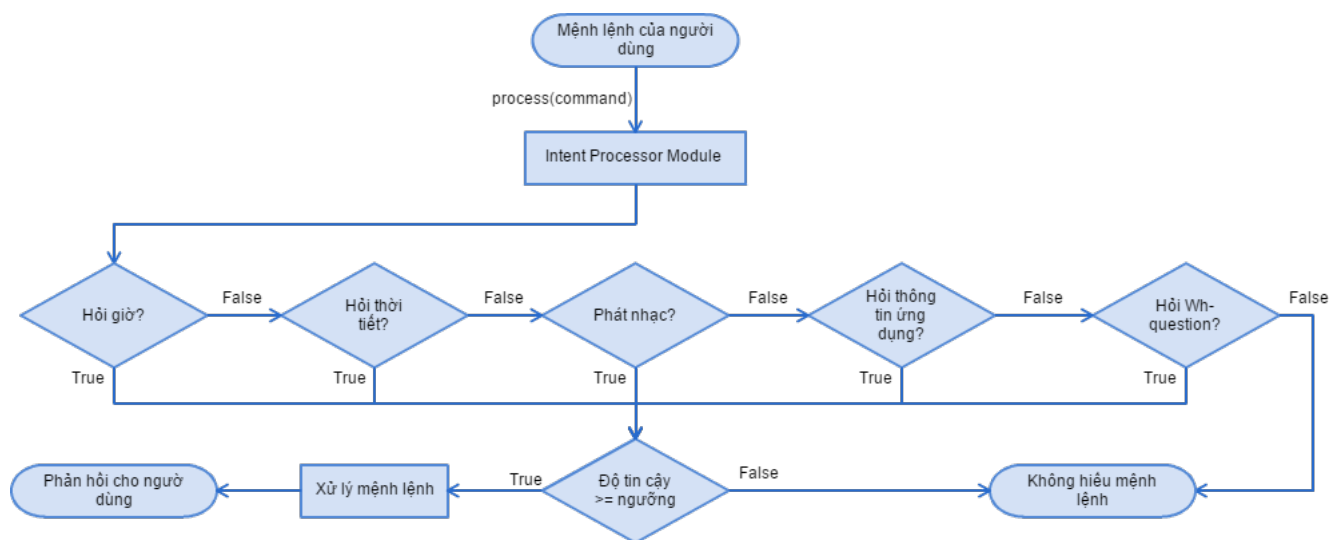 Mệnh lệnh của người
dùng
process(command)
Intent Processor Module
Hỏi giờ?
False
Hỏi thời
tiết?
False
Phát nhạc?
False
Hỏi thông
tin ứng
dụng?
False
Hỏi Wh-
question?
False
True
True
True
True
True
Phản hồi cho ngườ
dùng
Xử lý mệnh lệnh
True
Độ tin cậy
>= ngưỡng
False
Không hiểu mệnh
lệnh